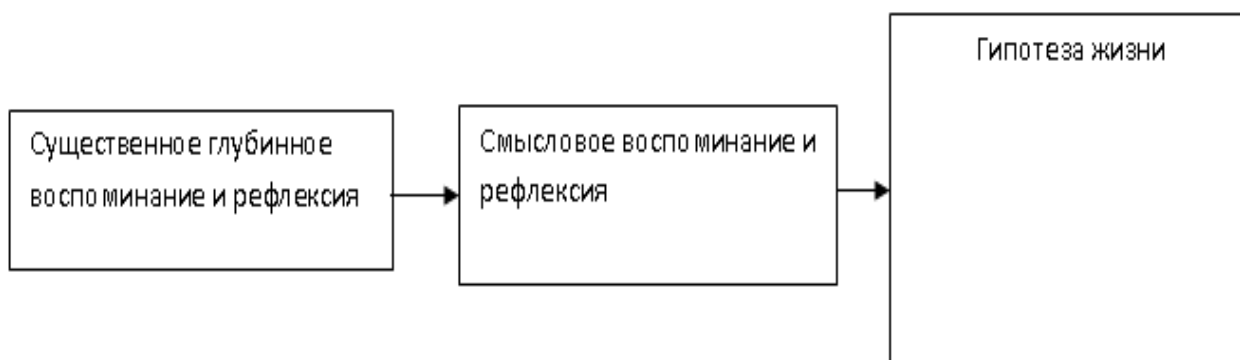 Существенное глубинное
воспоминание и рефлексия
Смысловое воспоминание и
рефлексия
Гипотеза жизни